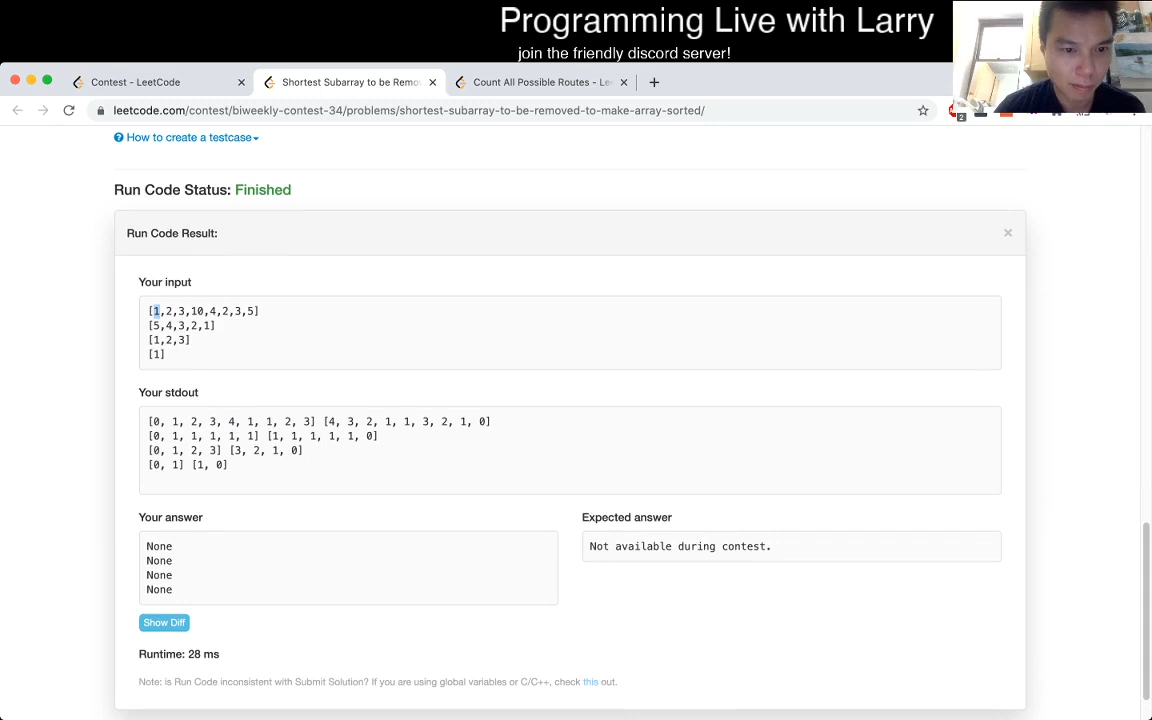 Programming Live with Larry
join the friendly discord server!
Contest - LeetCode
Shortest Subarray to be Remo
Count All Possible Routes - Le
leetcode.com/contest/biweekly-contest-34/problems/shortest-subarray-to-be-removed-to-make-array-sorted/
2
How to create a testcase
Run Code Status: Finished
Run Code Result:
Your input
[1,2,3,10,4,2,3,5]
[5,4,3,2,1]
[1,2,3]
[1]
Your stdout
[0, 1, 2, 3, 4, 1, 1, 2, 3] [4, 3, 2, 1, 1, 3, 2, 1, 0]
[0, 1, 1, 1, 1, 1] [1, 1, 1, 1, 1, 0]
[0, 1, 2, 3] [3, 2, 1, 0]
[0, 1] [1, 0]
Your answer
None
None
None
None
Expected answer
Not available during contest.
Show Diff
Runtime: 28 ms
Note: is Run Code inconsistent with Submit Solution? If you are using global variables or C/C++, check this out.